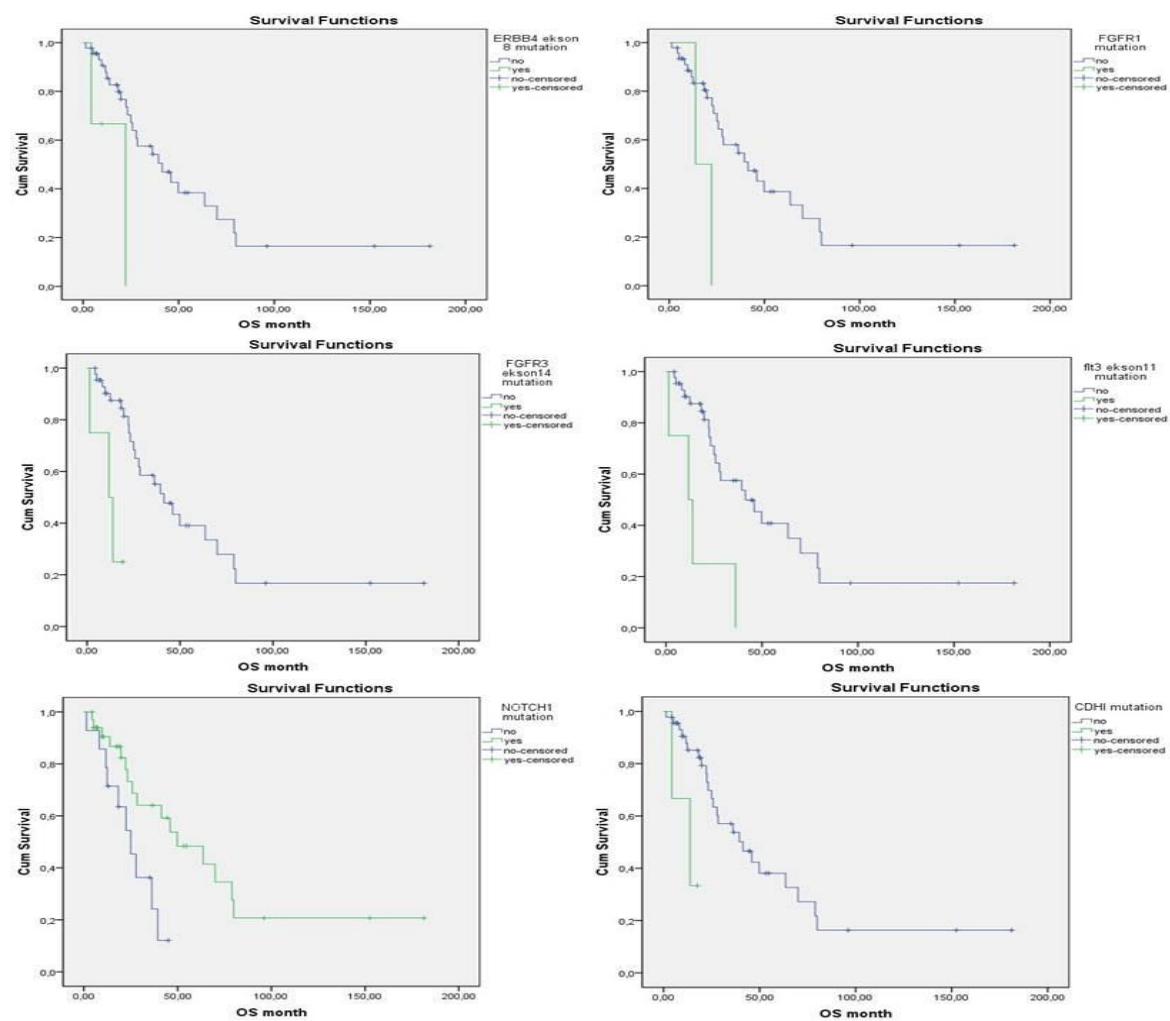 Survival Functions
ERBB4 ekson
8 mutation
no
yes
no-censored
yes-censored
Cum Survival
1,0
0,8
0,6
0,4
0,2
0,0
0,00 50,00 100,00 150,00 200,00
OS month
Survival Functions
FGFR1
mutation
no
yes
no-censored
yes-censored
Cum Survival
1,0
0,8
0,6
0,4
0,2
0,0
0,00 50,00 100,00 150,00 200,00
OS month
Survival Functions
FGFR3
ekson14
mutation
no
yes
no-censored
yes-censored
Cum Survival
1,0
0,8
0,6
0,4
0,2
0,0
0,00 50,00 100,00 150,00 200,00
OS month
Survival Functions
flt3 ekson11
mutation
no
yes
no-censored
yes-censored
Cum Survival
1,0
0,8
0,6
0,4
0,2
0,0
0,00 50,00 100,00 150,00 200,00
OS month
Survival Functions
NOTCH1
mutation
no
yes
no-censored
yes-censored
Cum Survival
1,0
0,8
0,6
0,4
0,2
0,0
0,00 50,00 100,00 150,00 200,00
OS month
Survival Functions
CDHI mutation
no
yes
no-censored
yes-censored
Cum Survival
1,0
0,8
0,6
0,4
0,2
0,0
0,00 50,00 100,00 150,00 200,00
OS month